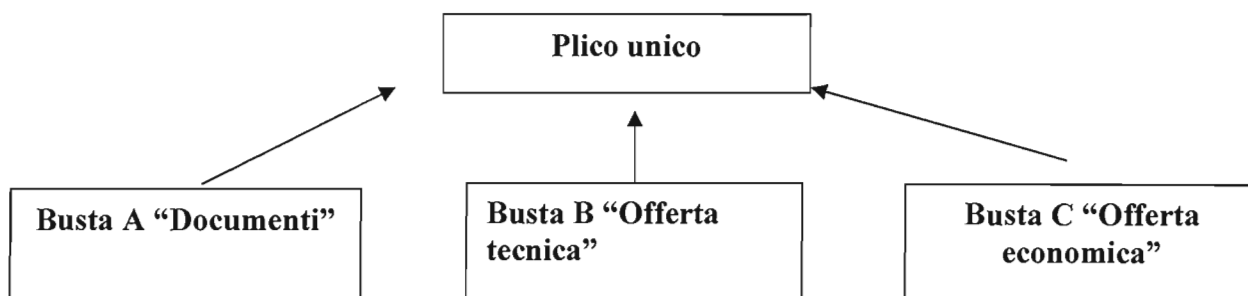 Plico unico
Busta A “Documenti”
Busta B “Offerta
tecnica”
Busta C “Offerta
economica”